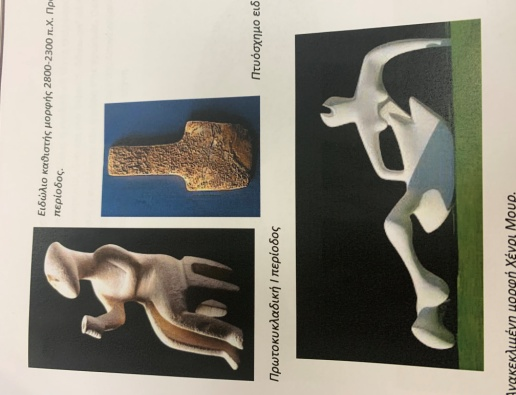 Ειδώλιο καθιστής μορφής 2800-2300 π.Χ.
περίοδος.
Πρωτοκυκλαδική Ι περίοδος
Πτυόσχημο
Ανακεκλιμένη μορφή Χένρι Μουρ.